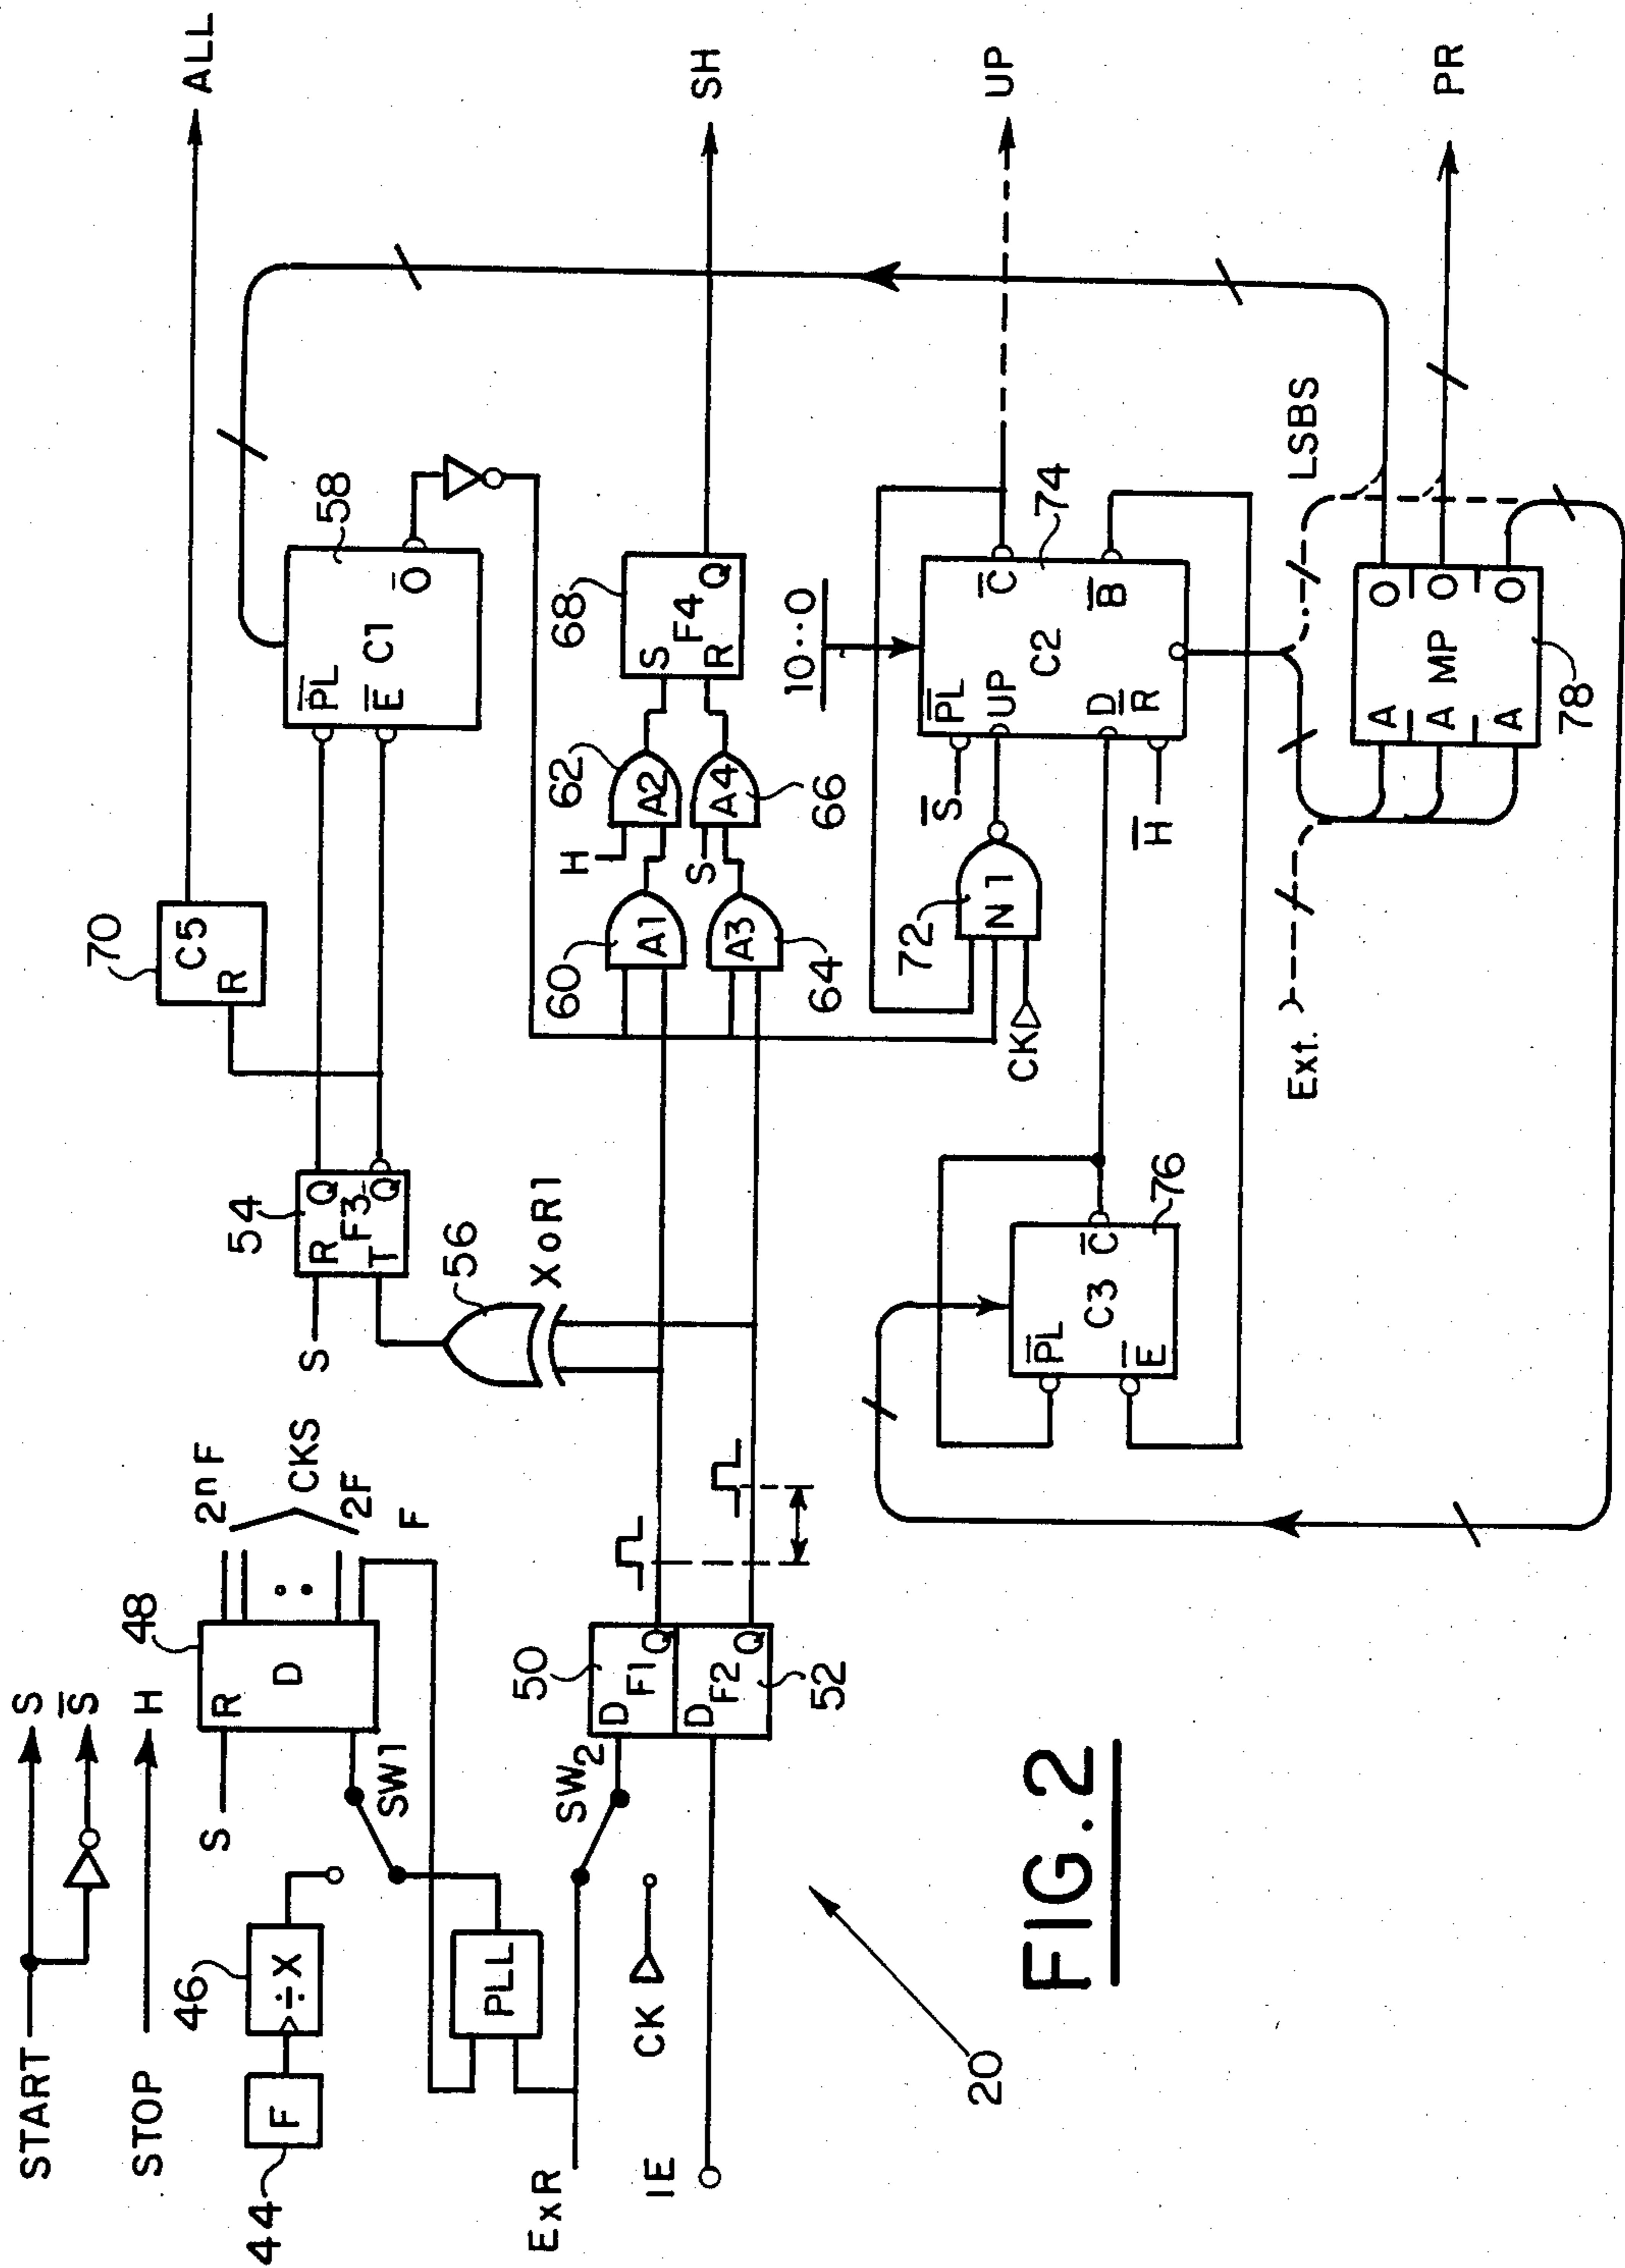 START
S
S̅
STOP
H
44
F
46
÷X
S
R
D
48
SW1
2nF
CKS
2F
F
PLL
ExR
IE
CK
SW2
50
D
F1
Q
D
F2
Q
52
S
54
R
F3
T
Q
Q̅
56
XoR1
70
C5
R
ALL
P̅L̅
E̅
C1
58
O̅
60
A1
H
62
A2
64
A3
S
A4
66
68
S
F4
R
Q
SH
72
N1
CK
S̅
H̅
10··0
P̅L̅
UP
C2
D
R̅
C̅
B̅
74
UP
P̅L̅
C3
E̅
C̅
76
Ext.
LSBS
A
A
A
MP
O
O
O
78
PR
20
FIG. 2